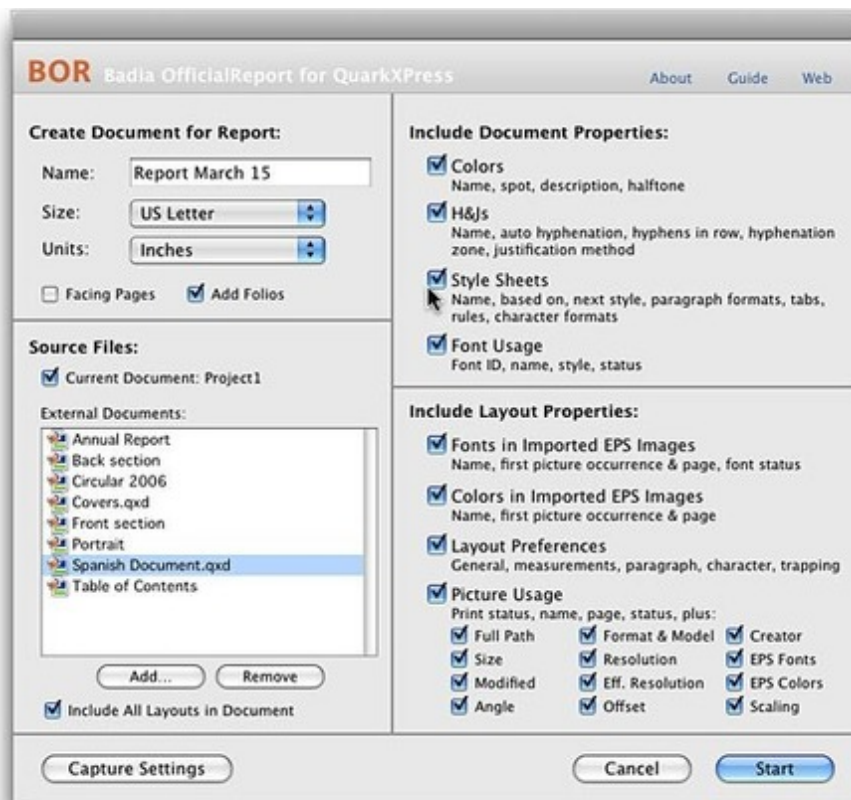 BOR Badia OfficialReport for QuarkXPress
About Guide Web
Create Document for Report:
Name: Report March 15
Size: US Letter
Units: Inches
Facing Pages Add Folios
Source Files:
Current Document: Project1
External Documents:
Annual Report
Back section
Circular 2006
Covers.qxd
Front section
Portrait
Spanish Document.qxd
Table of Contents
Add... Remove
Include All Layouts in Document
Include Document Properties:
Colors
Name, spot, description, halftone
H&Js
Name, auto hyphenation, hyphens in row, hyphenation
zone, justification method
Style Sheets
Name, based on, next style, paragraph formats, tabs,
rules, character formats
Font Usage
Font ID, name, style, status
Include Layout Properties:
Fonts in Imported EPS Images
Name, first picture occurrence & page, font status
Colors in Imported EPS Images
Name, first picture occurrence & page
Layout Preferences
General, measurements, paragraph, character, trapping
Picture Usage
Print status, name, page, status, plus:
Full Path Format & Model Creator
Size Resolution EPS Fonts
Modified Eff. Resolution EPS Colors
Angle Offset Scaling
Capture Settings Cancel Start